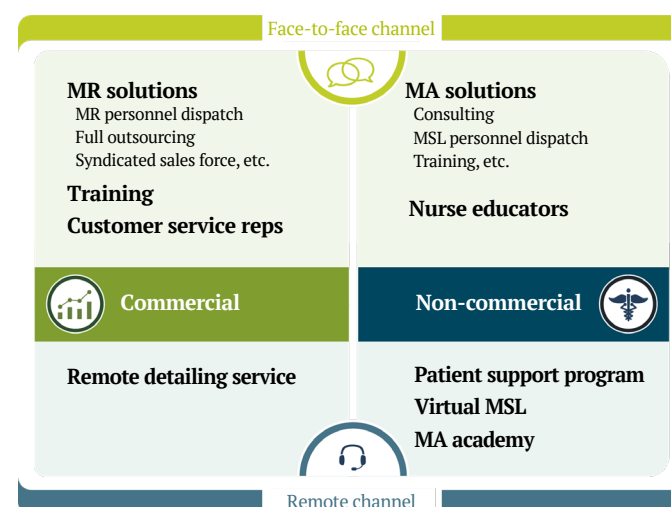 Face-to-face channel
MR solutions
MR personnel dispatch
Full outsourcing
Syndicated sales force, etc.
Training
Customer service reps
MA solutions
Consulting
MSL personnel dispatch
Training, etc.
Nurse educators
Commercial
Non-commercial
Remote detailing service
Patient support program
Virtual MSL
MA academy
Remote channel